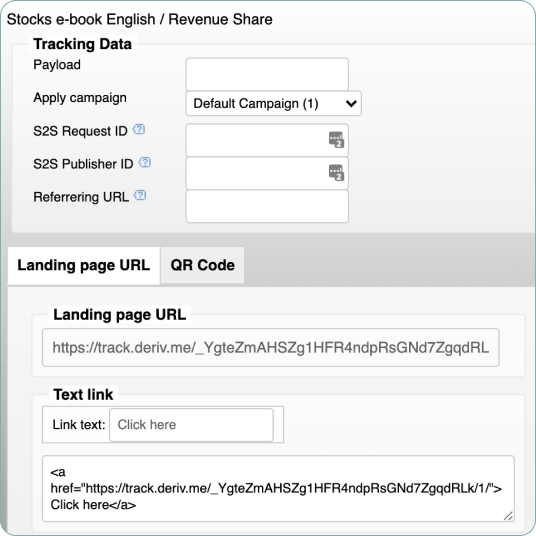 Stocks e-book English / Revenue Share
Tracking Data
Payload
Apply campaign
Default Campaign (1)
S2S Request ID
S2S Publisher ID
Referrering URL
Landing page URL
QR Code
Landing page URL
https://track.deriv.me/_YgteZmAHSZg1HFR4ndpRsGNd7ZgqdRL
Text link
Link text:
Click here
<a
href="https://track.deriv.me/_YgteZmAHSZg1HFR4ndpRsGNd7ZgqdRLk/1/">
Click here</a>